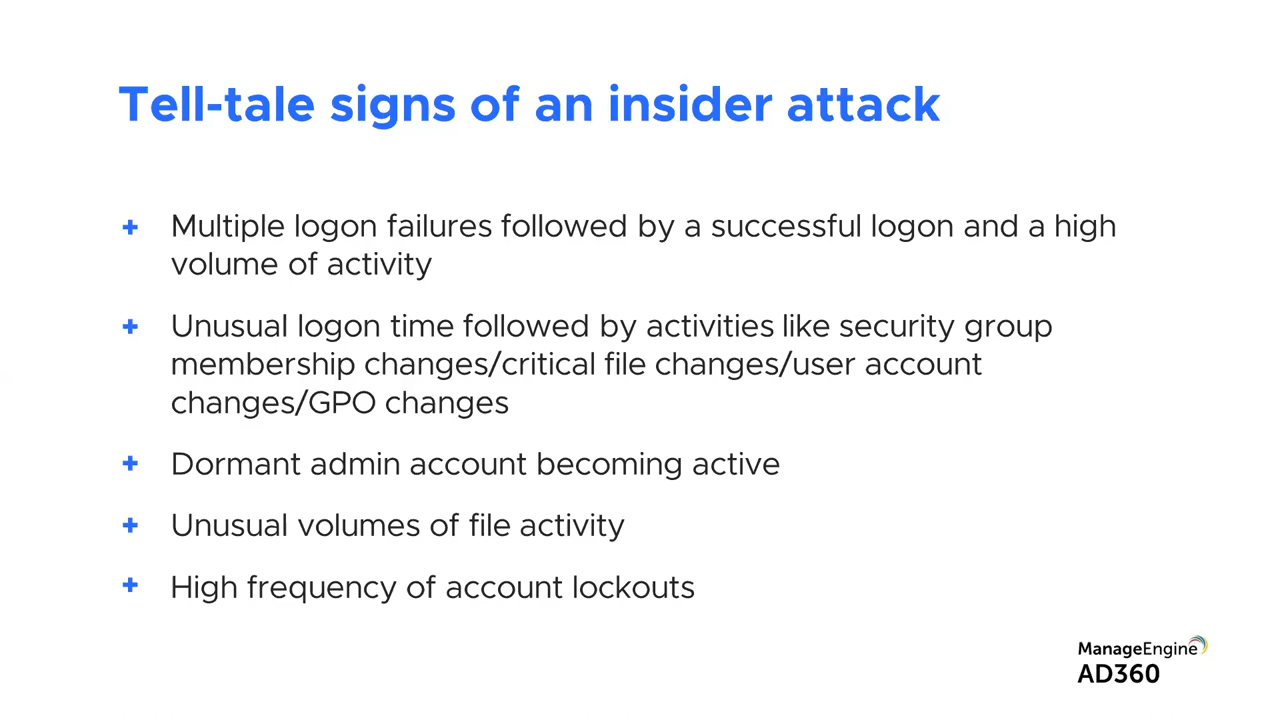 Tell-tale signs of an insider attack
+ Multiple logon failures followed by a successful logon and a high
volume of activity
+ Unusual logon time followed by activities like security group
membership changes/critical file changes/user account
changes/GPO changes
+ Dormant admin account becoming active
+ Unusual volumes of file activity
+ High frequency of account lockouts
ManageEngine
AD360